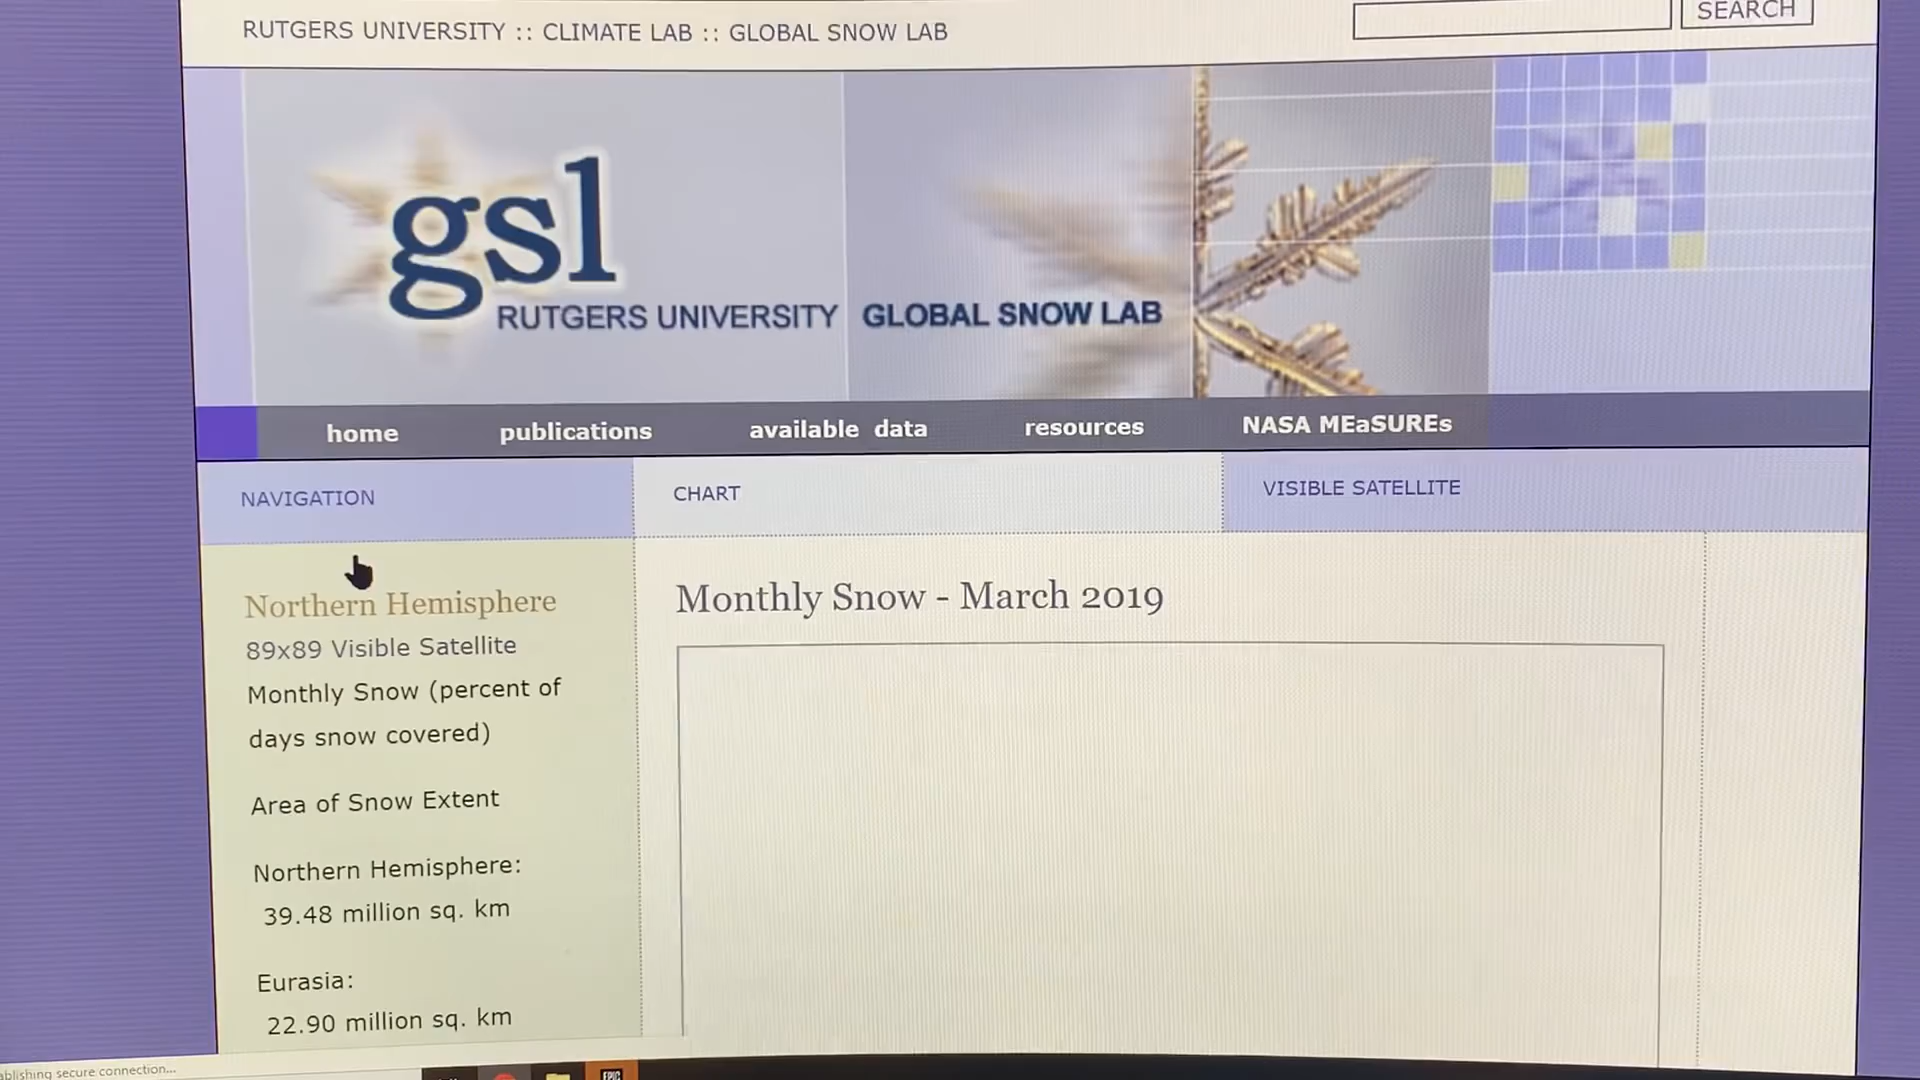 RUTGERS UNIVERSITY :: CLIMATE LAB :: GLOBAL SNOW LAB
SEARCH
gsl
RUTGERS UNIVERSITY GLOBAL SNOW LAB
home publications available data resources NASA MEaSUREs
NAVIGATION CHART VISIBLE SATELLITE
Northern Hemisphere
89x89 Visible Satellite
Monthly Snow (percent of
days snow covered)
Area of Snow Extent
Northern Hemisphere:
39.48 million sq. km
Eurasia:
22.90 million sq. km
Monthly Snow - March 2019
secure connection...
EPIC